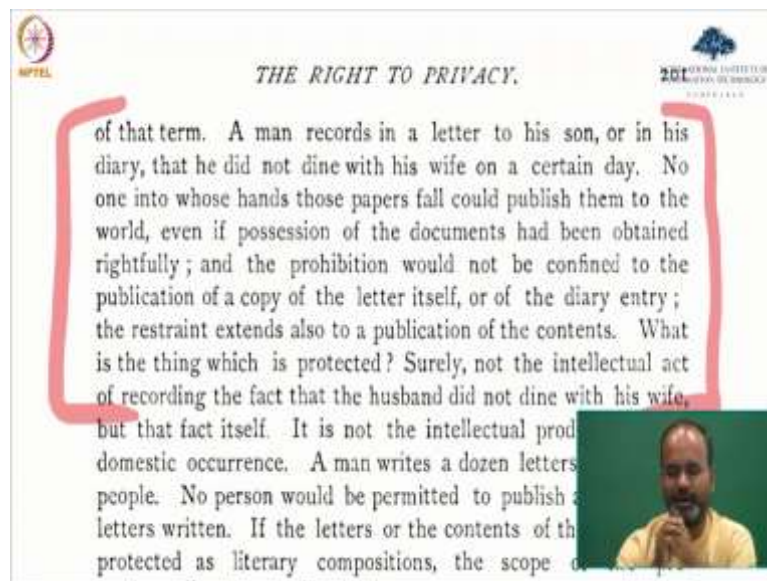 NPTEL
THE RIGHT TO PRIVACY.
201
of that term. A man records in a letter to his son, or in his
diary, that he did not dine with his wife on a certain day. No
one into whose hands those papers fall could publish them to the
world, even if possession of the documents had been obtained
rightfully ; and the prohibition would not be confined to the
publication of a copy of the letter itself, or of the diary entry ;
the restraint extends also to a publication of the contents. What
is the thing which is protected? Surely, not the intellectual act
of recording the fact that the husband did not dine with his wife,
but that fact itself. It is not the intellectual
domestic occurrence. A man writes a dozen letters
people. No person would be permitted to publish
letters written. If the letters or the contents of
protected as literary compositions, the scope